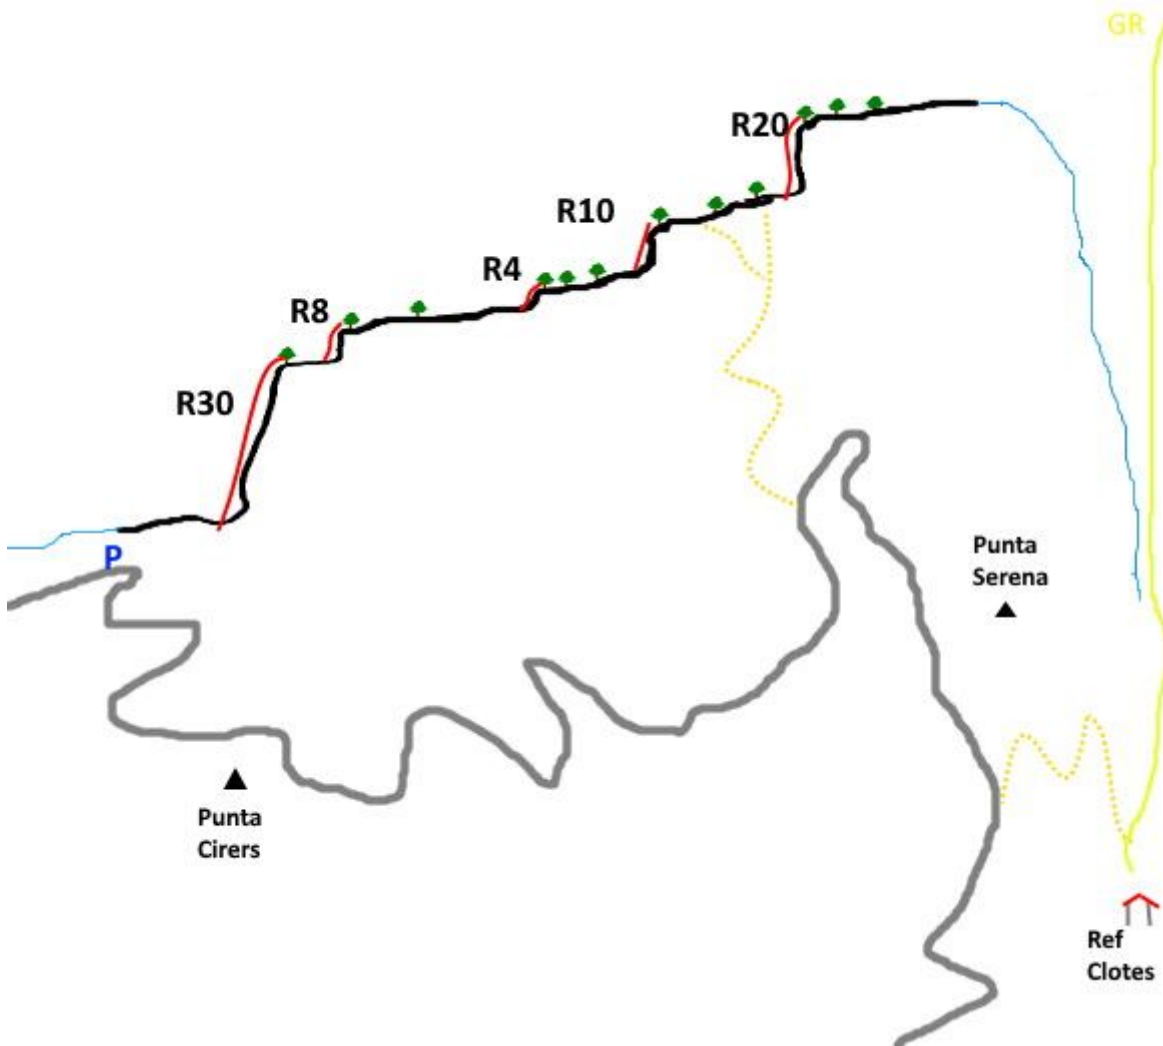 GR
R20
R10
R4
R8
R30
P
Punta
Serena
Punta
Cirers
Ref
Clotes